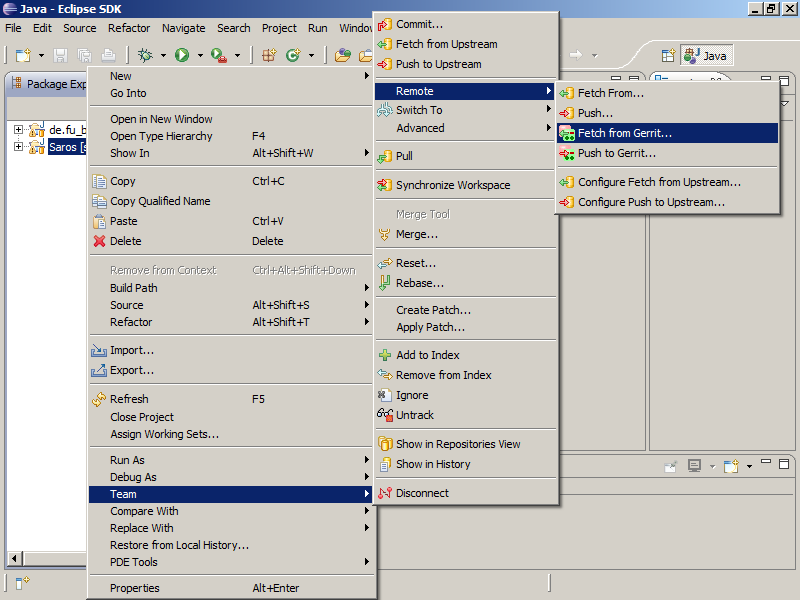 Java - Eclipse SDK
File Edit Source Refactor Navigate Search Project Run Window
Java
Package Exp
de.fu_b
Saros [s
New
Go Into
Open in New Window
Open Type Hierarchy F4
Show In Alt+Shift+W
Copy Ctrl+C
Copy Qualified Name
Paste Ctrl+V
Delete Delete
Remove from Context Ctrl+Alt+Shift+Down
Build Path
Source Alt+Shift+S
Refactor Alt+Shift+T
Import...
Export...
Refresh F5
Close Project
Assign Working Sets...
Run As
Debug As
Team
Compare With
Replace With
Restore from Local History...
PDE Tools
Properties Alt+Enter
Commit...
Fetch from Upstream
Push to Upstream
Remote
Switch To
Advanced
Pull
Synchronize Workspace
Merge Tool
Merge...
Reset...
Rebase...
Create Patch...
Apply Patch...
Add to Index
Remove from Index
Ignore
Untrack
Show in Repositories View
Show in History
Disconnect
Fetch From...
Push...
Fetch from Gerrit...
Push to Gerrit...
Configure Fetch from Upstream...
Configure Push to Upstream...